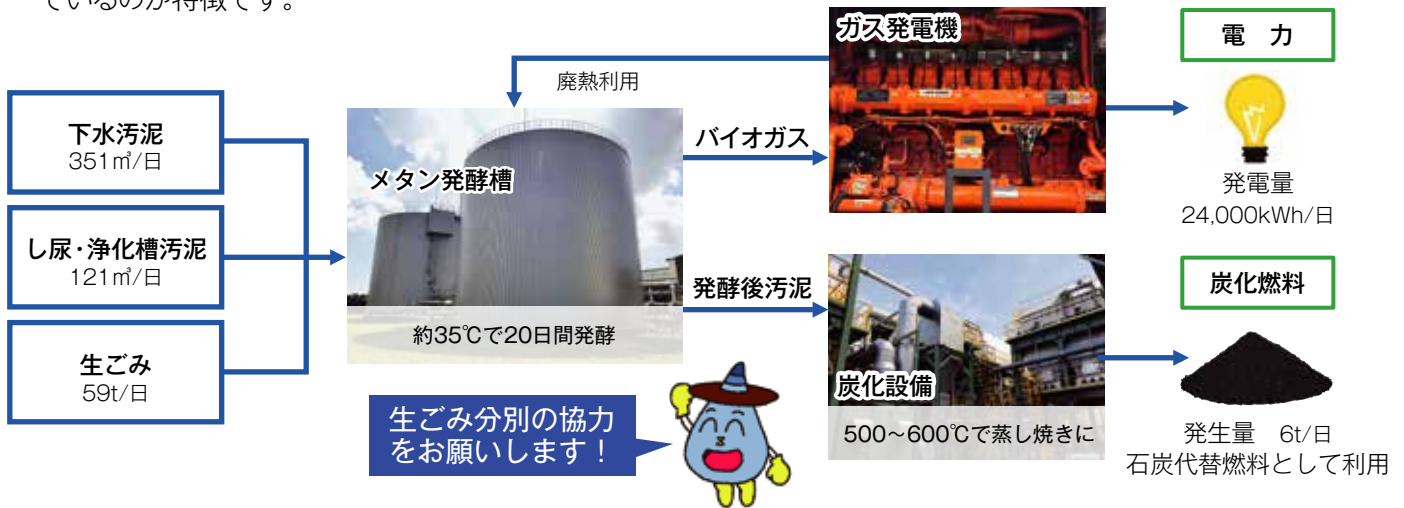 ているのが特徴です。
下水汚泥
351㎥/日
し尿・浄化槽汚泥
121㎥/日
生ごみ
59t/日
廃熱利用
メタン発酵槽
約35℃で20日間発酵
バイオガス
発酵後汚泥
ガス発電機
炭化設備
500〜600℃で蒸し焼きに
電 力
発電量
24,000kWh/日
炭化燃料
発生量 6t/日
石炭代替燃料として利用
生ごみ分別の協力
をお願いします！